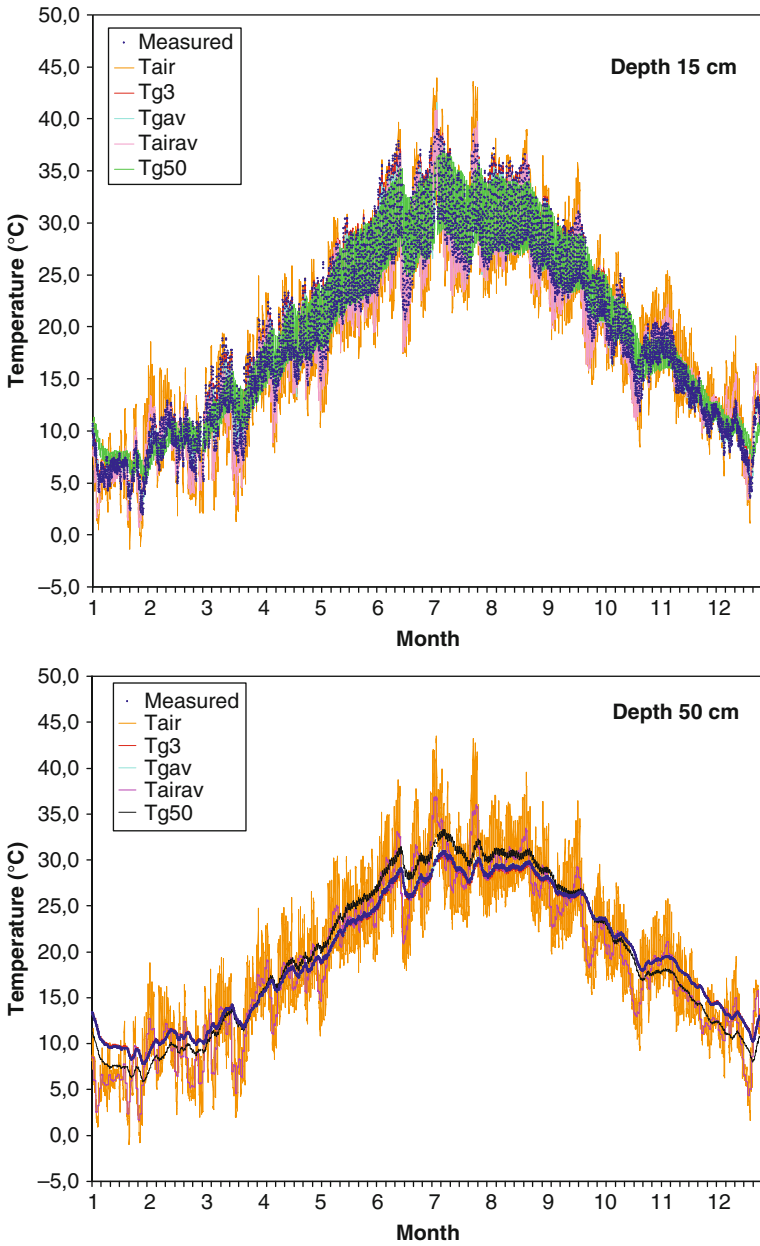 50,0
45,0
40,0
35,0
30,0
25,0
20,0
15,0
10,0
5,0
0,0
–5,0
Temperature (°C)
Measured
Tair
Tg3
Tgav
Tairav
Tg50
Depth 15 cm
1 2 3 4 5 6 7 8 9 10 11 12
Month
50,0
45,0
40,0
35,0
30,0
25,0
20,0
15,0
10,0
5,0
0,0
–5,0
Temperature (°C)
Measured
Tair
Tg3
Tgav
Tairav
Tg50
Depth 50 cm
1 2 3 4 5 6 7 8 9 10 11 12
Month